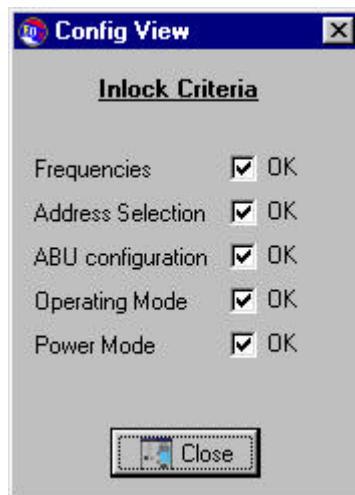 Config View
Inlock Criteria
Frequencies OK
Address Selection OK
ABU configuration OK
Operating Mode OK
Power Mode OK
Close